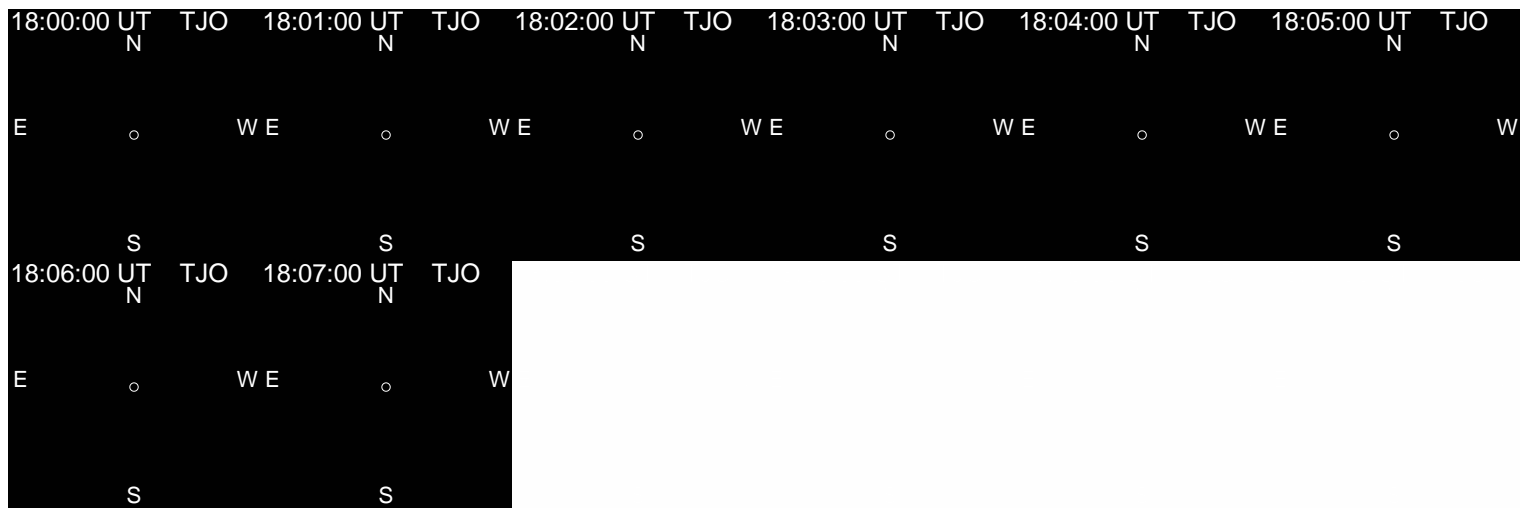 18:00:00 UT TJO 18:01:00 UT TJO 18:02:00 UT TJO 18:03:00 UT TJO 18:04:00 UT TJO 18:05:00 UT TJO
N N N N N N
E W E W E W E W E W E W
S S S S S S
18:06:00 UT TJO 18:07:00 UT TJO
N N
E W E W
S S